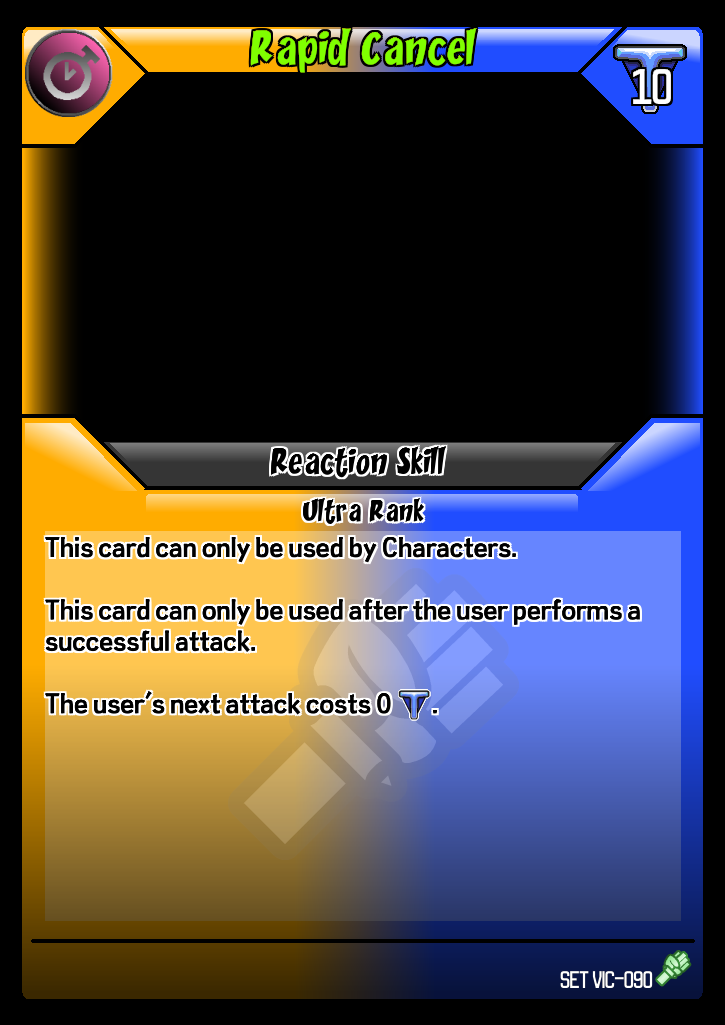 Rapid Cancel
10
Reaction Skill
Ultra Rank
This card can only be used by Characters.
This card can only be used after the user performs a
successful attack.
The user's next attack costs 0 T.
SET VIC-090